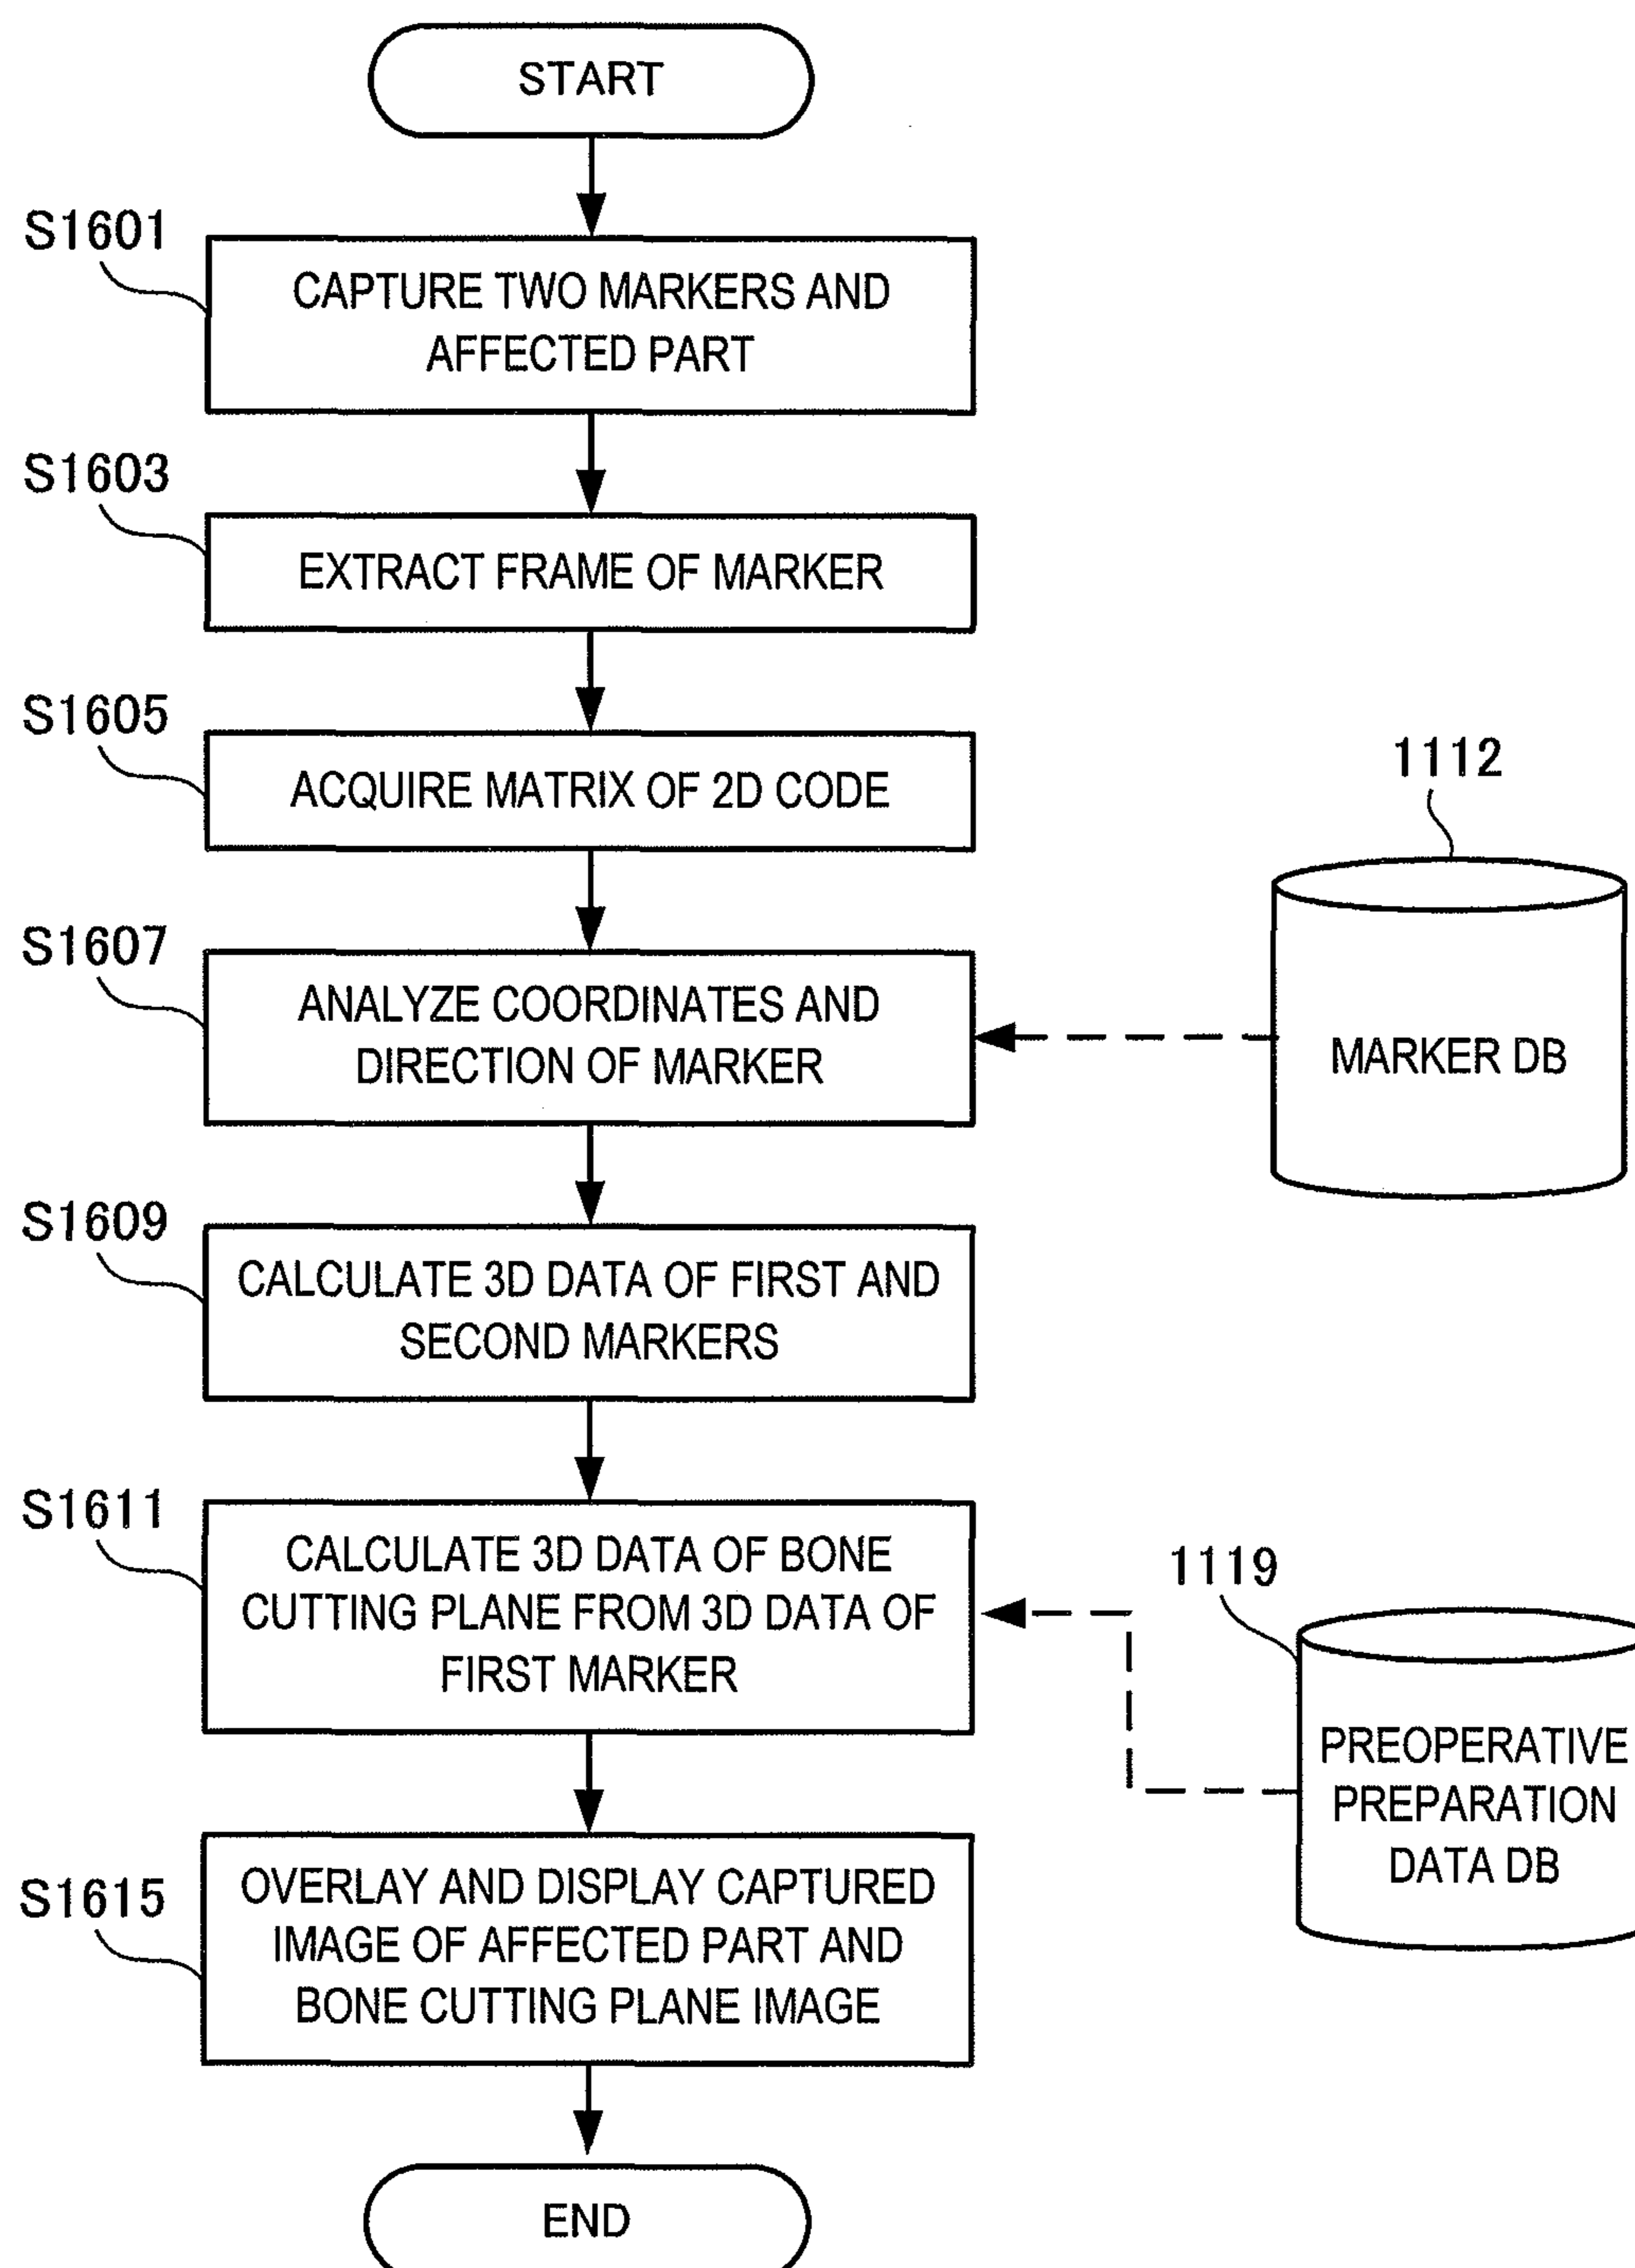 START
S1601
CAPTURE TWO MARKERS AND
AFFECTED PART
S1603
EXTRACT FRAME OF MARKER
S1605
ACQUIRE MATRIX OF 2D CODE
1112
S1607
ANALYZE COORDINATES AND
DIRECTION OF MARKER
MARKER DB
S1609
CALCULATE 3D DATA OF FIRST AND
SECOND MARKERS
S1611
CALCULATE 3D DATA OF BONE
CUTTING PLANE FROM 3D DATA OF
FIRST MARKER
1119
PREOPERATIVE
PREPARATION
DATA DB
S1615
OVERLAY AND DISPLAY CAPTURED
IMAGE OF AFFECTED PART AND
BONE CUTTING PLANE IMAGE
END